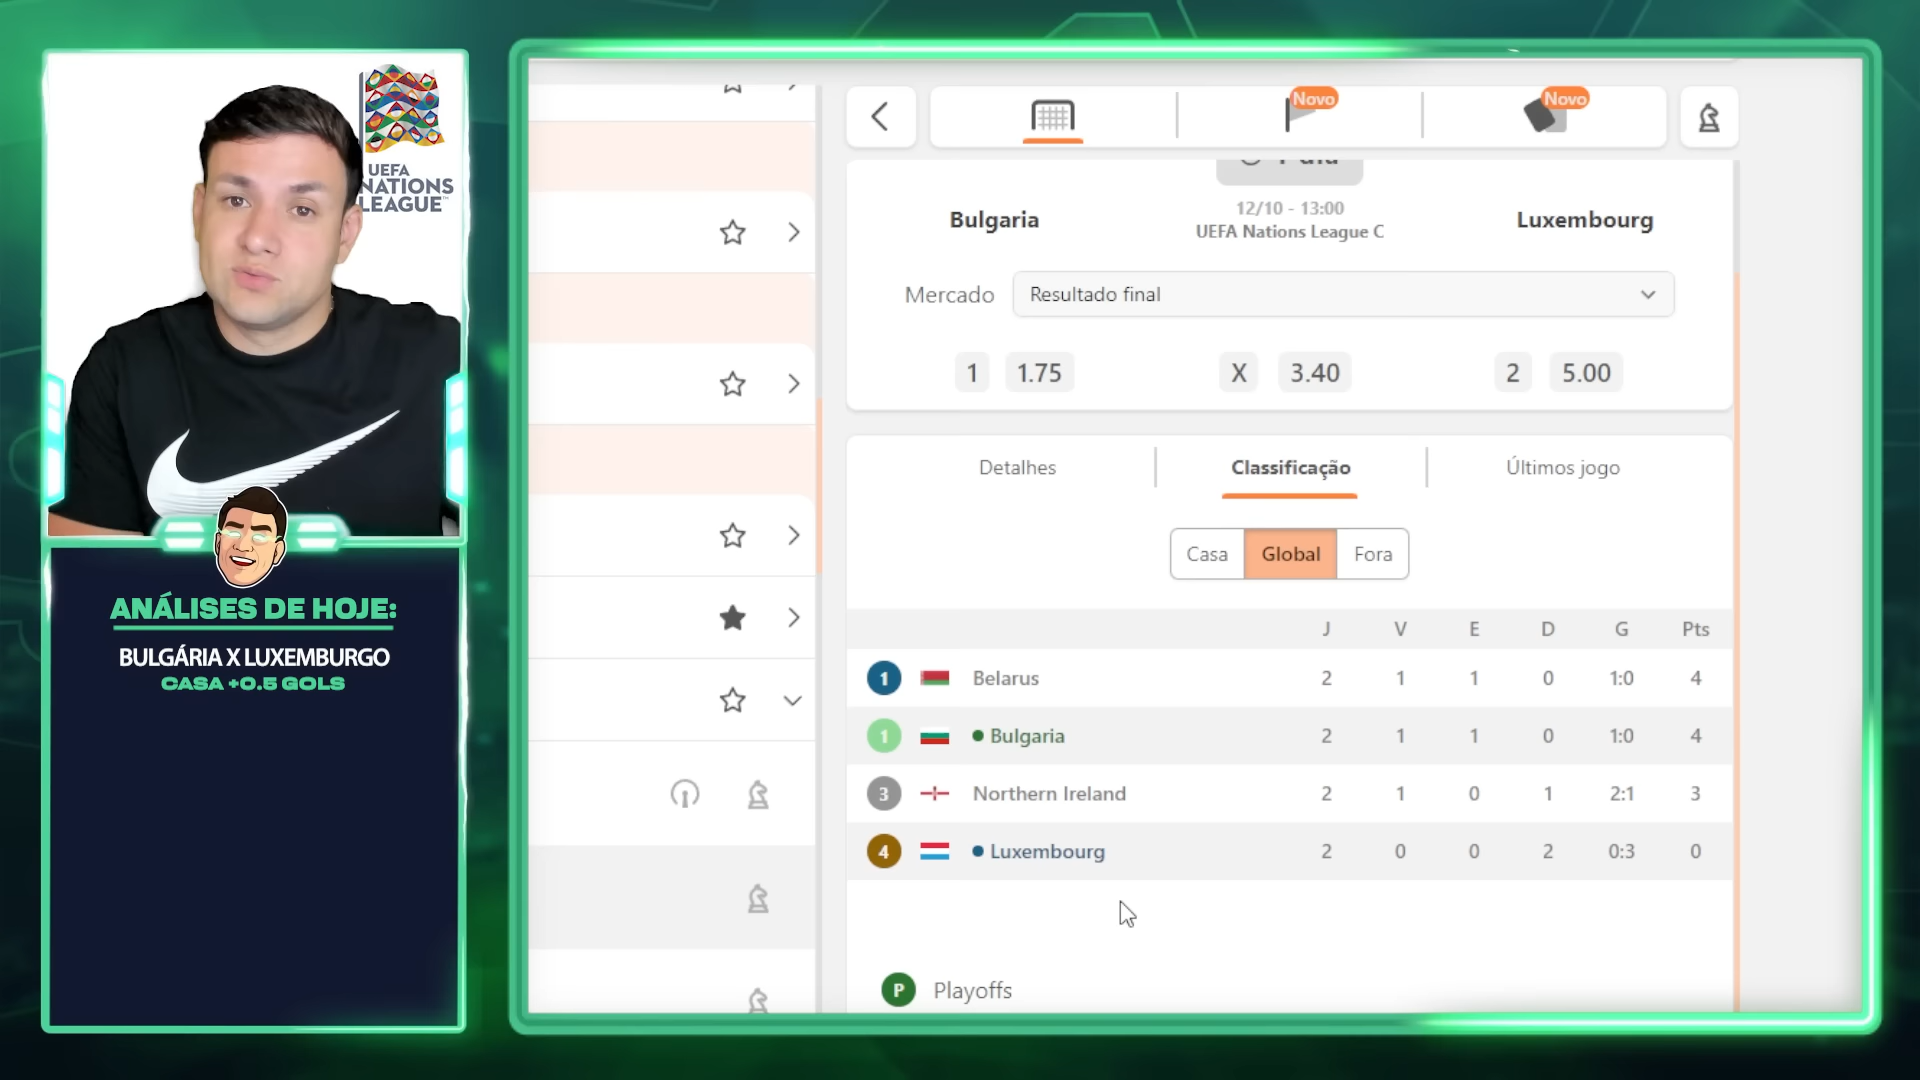 UEFA
NATIONS
LEAGUE™
ANÁLISES DE HOJE:
BULGÁRIA X LUXEMBURGO
CASA +0.5 GOLS
Novo
Novo
Bulgaria
12/10 - 13:00
UEFA Nations League C
Luxembourg
Mercado
Resultado final
1 1.75 X 3.40 2 5.00
Detalhes
Classificação
Últimos jogo
Casa Global Fora
J V E D G Pts
1 Belarus 2 1 1 0 1:0 4
1 Bulgaria 2 1 1 0 1:0 4
3 Northern Ireland 2 1 0 1 2:1 3
4 Luxembourg 2 0 0 2 0:3 0
P Playoffs